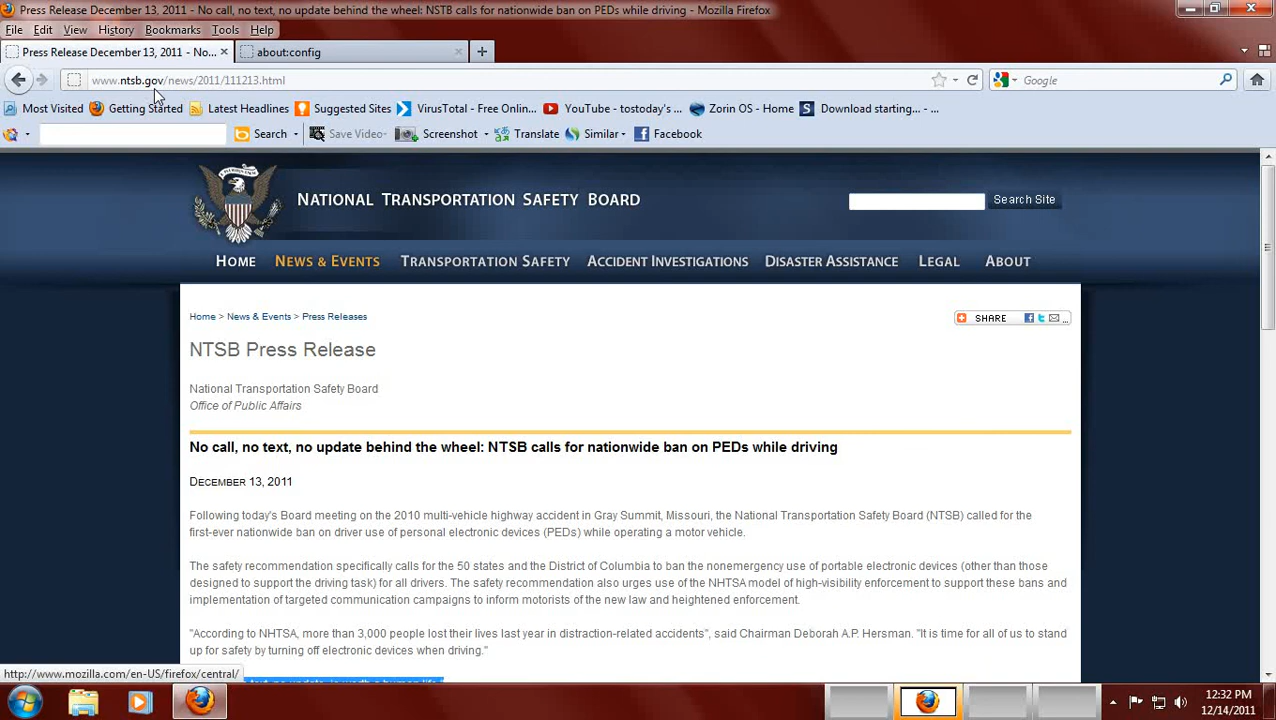 Press Release December 13, 2011 - No call, no text, no update behind the wheel: NSTB calls for nationwide ban on PEDs while driving - Mozilla Firefox
File Edit View History Bookmarks Tools Help
Press Release December 13, 2011 - No... × about:config × +
www.ntsb.gov/news/2011/111213.html Google
Most Visited Getting Started Latest Headlines Suggested Sites VirusTotal - Free Onlin... YouTube - tostoday's ... Zorin OS - Home Download starting... -...
Search Save Video Screenshot Translate Similar Facebook
NATIONAL TRANSPORTATION SAFETY BOARD Search Site
HOME NEWS & EVENTS TRANSPORTATION SAFETY ACCIDENT INVESTIGATIONS DISASTER ASSISTANCE LEGAL ABOUT
Home > News & Events > Press Releases SHARE ...
NTSB Press Release
National Transportation Safety Board
Office of Public Affairs
No call, no text, no update behind the wheel: NTSB calls for nationwide ban on PEDs while driving
DECEMBER 13, 2011
Following today's Board meeting on the 2010 multi-vehicle highway accident in Gray Summit, Missouri, the National Transportation Safety Board (NTSB) called for the
first-ever nationwide ban on driver use of personal electronic devices (PEDs) while operating a motor vehicle.
The safety recommendation specifically calls for the 50 states and the District of Columbia to ban the nonemergency use of portable electronic devices (other than those
designed to support the driving task) for all drivers. The safety recommendation also urges use of the NHTSA model of high-visibility enforcement to support these bans and
implementation of targeted communication campaigns to inform motorists of the new law and heightened enforcement.
"According to NHTSA, more than 3,000 people lost their lives last year in distraction-related accidents", said Chairman Deborah A.P. Hersman. "It is time for all of us to stand
up for safety by turning off electronic devices when driving."
http://www.mozilla.com/en-US/firefox/central/
text, no update, is worth a human life."
12:32 PM
12/14/2011